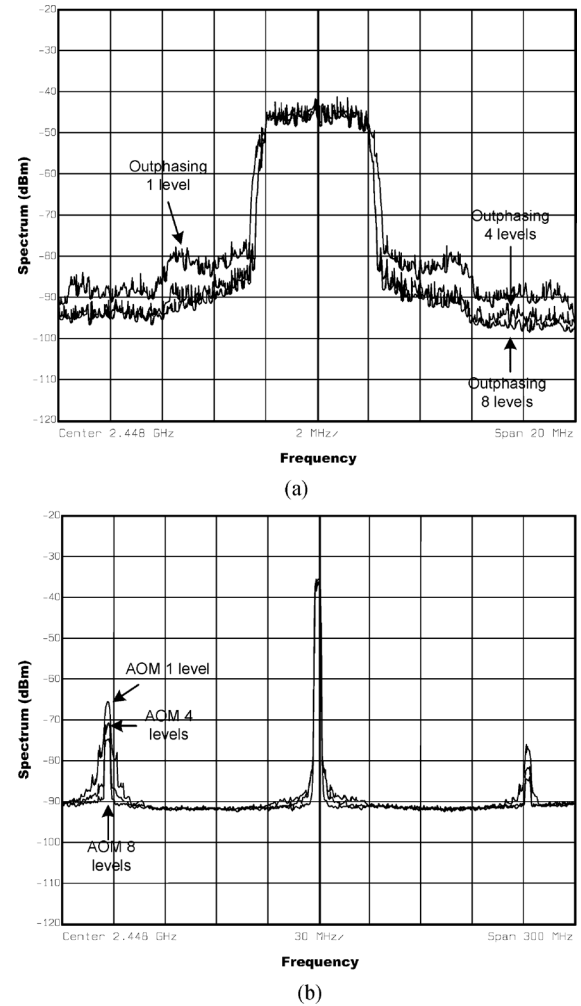 -20
-30
-40
-50
-60
-70
-80
-90
-100
-110
-120
Spectrum (dBm)
Outphasing
1 level
Outphasing
4 levels
Outphasing
8 levels
Center 2.448 GHz
2 MHz/
Span 20 MHz
Frequency
(a)
-20
-30
-40
-50
-60
-70
-80
-90
-100
-110
-120
Spectrum (dBm)
AOM 1 level
AOM 4
levels
AOM 8
levels
Center 2.448 GHz
30 MHz/
Span 300 MHz
Frequency
(b)